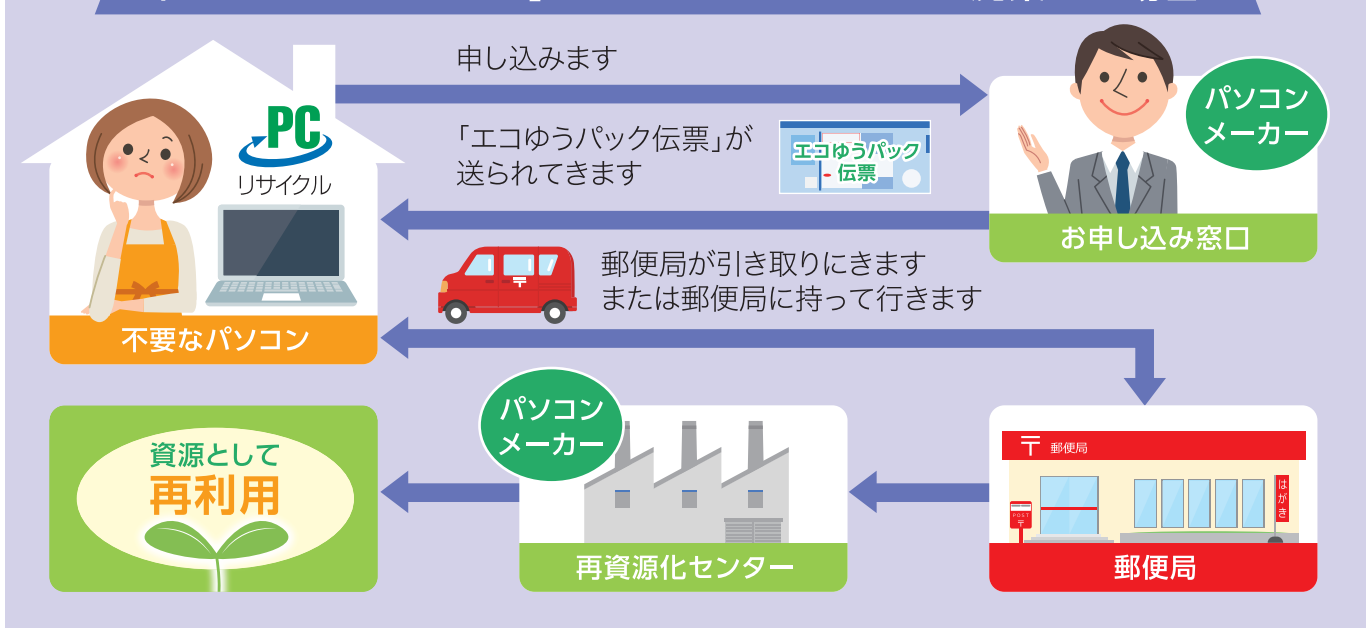 申し込みます
「エコゆうパック伝票」が
送られてきます
エコゆうパック
伝票
パソコン
メーカー
お申し込み窓口
PC
リサイクル
不要なパソコン
郵便局が引き取りにきます
または郵便局に持って行きます
資源として
再利用
パソコン
メーカー
再資源化センター
〒 郵便局
はがき
POST
〒
郵便局